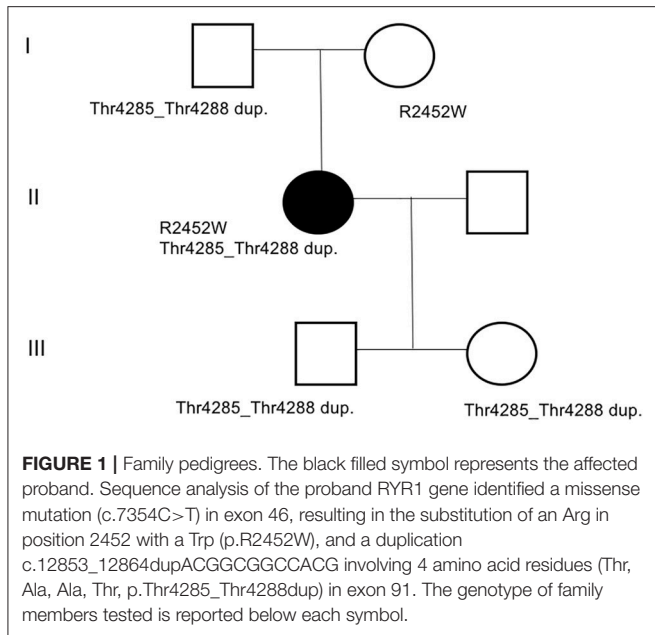 I
Thr4285_Thr4288 dup.
R2452W
II
R2452W
Thr4285_Thr4288 dup.
III
Thr4285_Thr4288 dup.
Thr4285_Thr4288 dup.
FIGURE 1 | Family pedigrees. The black filled symbol represents the affected
proband. Sequence analysis of the proband RYR1 gene identified a missense
mutation (c.7354C>T) in exon 46, resulting in the substitution of an Arg in
position 2452 with a Trp (p.R2452W), and a duplication
c.12853_12864dupACGGCGGCCACG involving 4 amino acid residues (Thr,
Ala, Ala, Thr, p.Thr4285_Thr4288dup) in exon 91. The genotype of family
members tested is reported below each symbol.